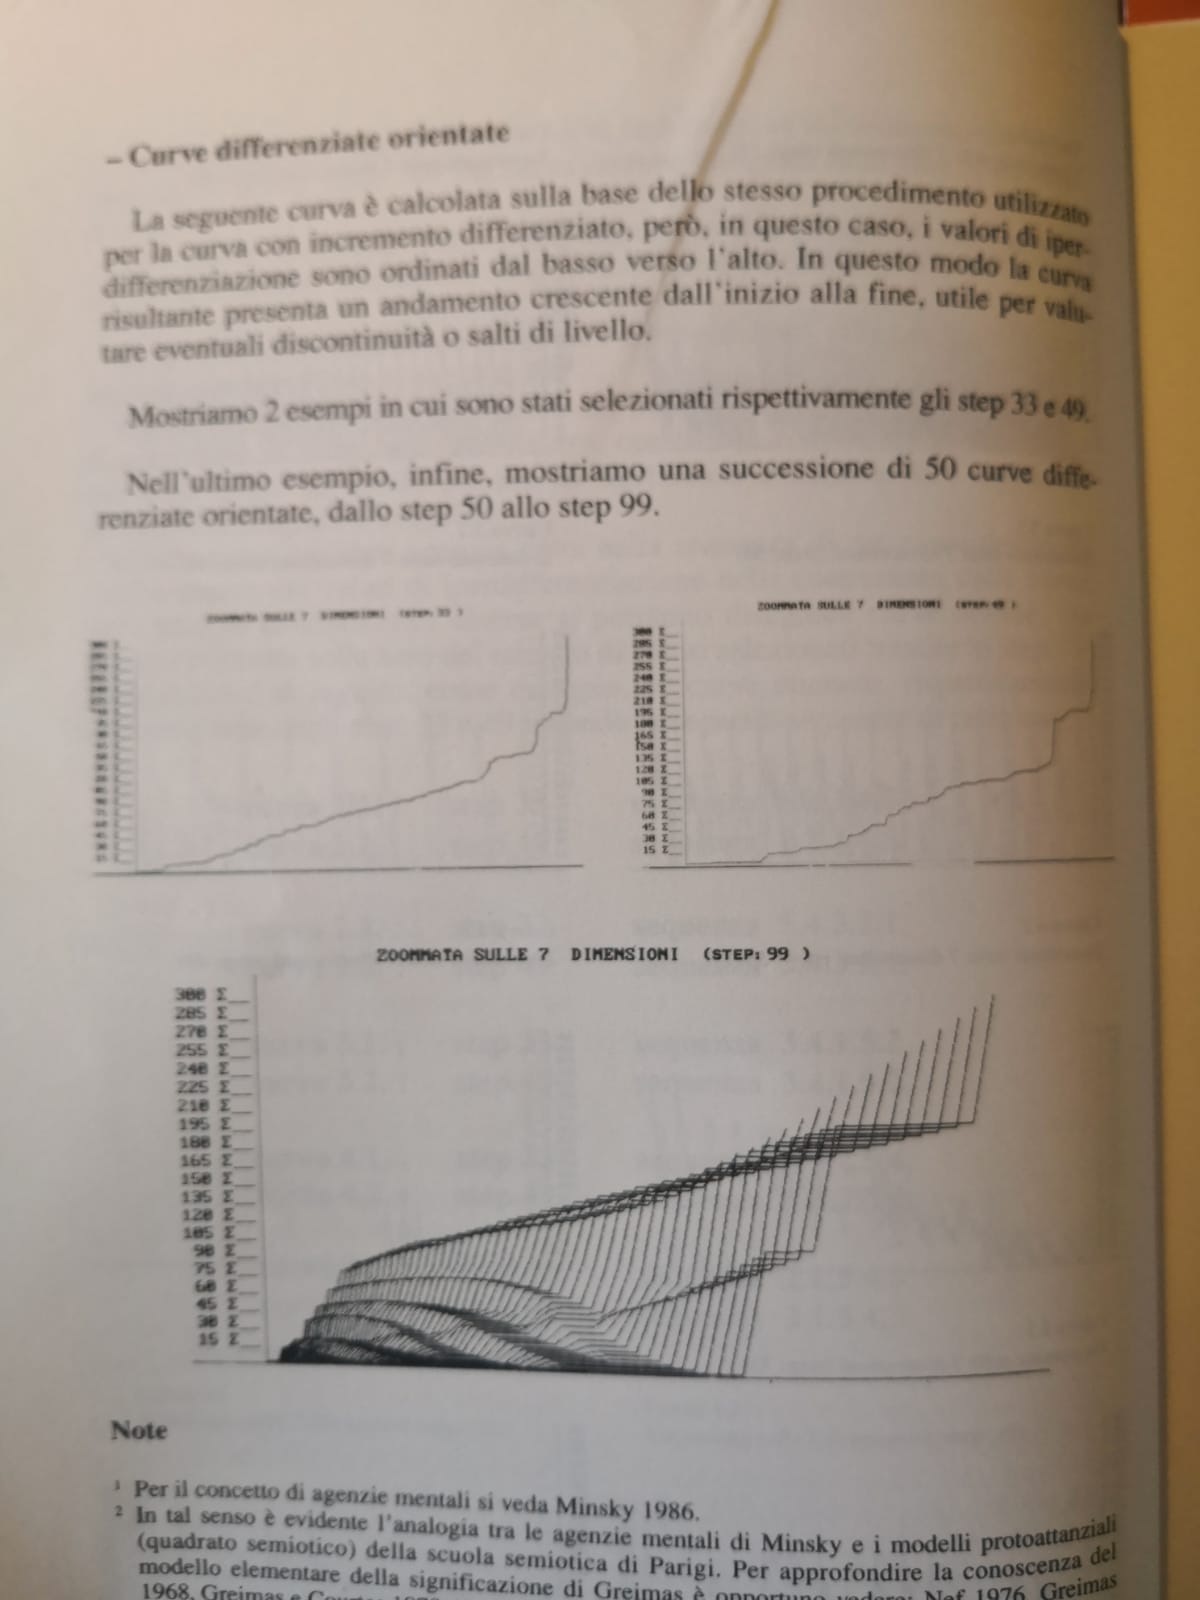 – Curve differenziate orientate
La seguente curva è calcolata sulla base dello stesso procedimento utilizzato
per la curva con incremento differenziato, però, in questo caso, i valori di iper-
differenziazione sono ordinati dal basso verso l'alto. In questo modo la curva
risultante presenta un andamento crescente dall'inizio alla fine, utile per valu-
tare eventuali discontinuità o salti di livello.
Mostriamo 2 esempi in cui sono stati selezionati rispettivamente gli step 33 e 49.
Nell'ultimo esempio, infine, mostriamo una successione di 50 curve diffe-
renziate orientate, dallo step 50 allo step 99.
ZOOMMATA SULLE 7 DIMENSIONI (STEP: 33 )
ZOOMMATA SULLE 7 DIMENSIONI (STEP: 49 )
300 Σ
285 Σ
270 Σ
255 Σ
240 Σ
225 Σ
210 Σ
195 Σ
180 Σ
165 Σ
150 Σ
135 Σ
120 Σ
105 Σ
90 Σ
75 Σ
60 Σ
45 Σ
30 Σ
15 Σ
ZOOMMATA SULLE 7 DIMENSIONI (STEP: 99 )
300 Σ
285 Σ
270 Σ
255 Σ
240 Σ
225 Σ
210 Σ
195 Σ
180 Σ
165 Σ
150 Σ
135 Σ
120 Σ
105 Σ
90 Σ
75 Σ
60 Σ
45 Σ
30 Σ
15 Σ
Note
¹ Per il concetto di agenzie mentali si veda Minsky 1986.
² In tal senso è evidente l'analogia tra le agenzie mentali di Minsky e i modelli protoattanziali
(quadrato semiotico) della scuola semiotica di Parigi. Per approfondire la conoscenza del
modello elementare della significazione di Greimas è opportuno vedere: Nef 1976, Greimas
1968, Greimas e